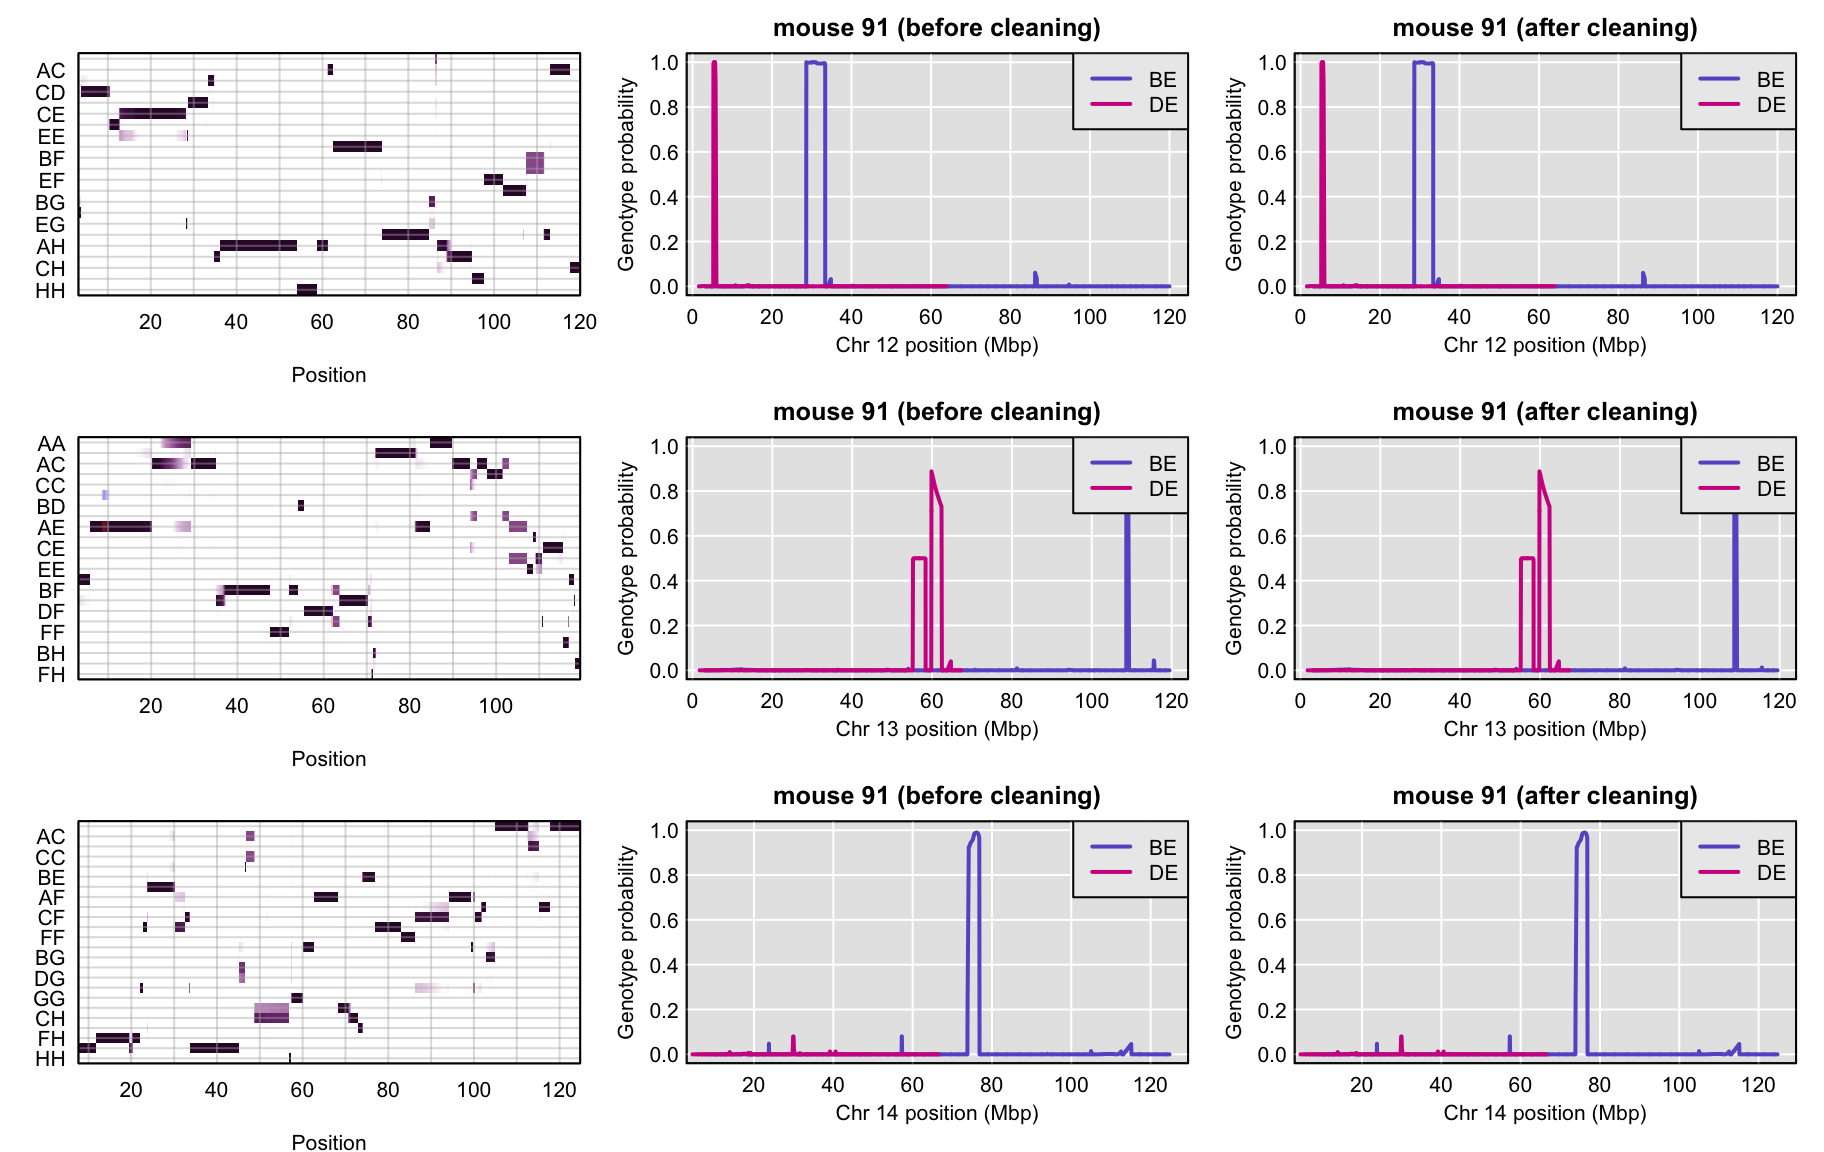 AC
CD
CE
EE
BF
EF
BG
EG
AH
CH
HH
20 40 60 80 100 120
Position
mouse 91 (before cleaning)
Genotype probability
1.0
0.8
0.6
0.4
0.2
0.0
BE
DE
0 20 40 60 80 100 120
Chr 12 position (Mbp)
mouse 91 (after cleaning)
Genotype probability
1.0
0.8
0.6
0.4
0.2
0.0
BE
DE
0 20 40 60 80 100 120
Chr 12 position (Mbp)
AA
AC
CC
BD
AE
CE
EE
BF
DF
FF
BH
FH
20 40 60 80 100
Position
mouse 91 (before cleaning)
Genotype probability
1.0
0.8
0.6
0.4
0.2
0.0
BE
DE
0 20 40 60 80 100 120
Chr 13 position (Mbp)
mouse 91 (after cleaning)
Genotype probability
1.0
0.8
0.6
0.4
0.2
0.0
BE
DE
0 20 40 60 80 100 120
Chr 13 position (Mbp)
AC
CC
BE
AF
CF
FF
BG
DG
GG
CH
FH
HH
20 40 60 80 100 120
Position
mouse 91 (before cleaning)
Genotype probability
1.0
0.8
0.6
0.4
0.2
0.0
BE
DE
20 40 60 80 100 120
Chr 14 position (Mbp)
mouse 91 (after cleaning)
Genotype probability
1.0
0.8
0.6
0.4
0.2
0.0
BE
DE
20 40 60 80 100 120
Chr 14 position (Mbp)